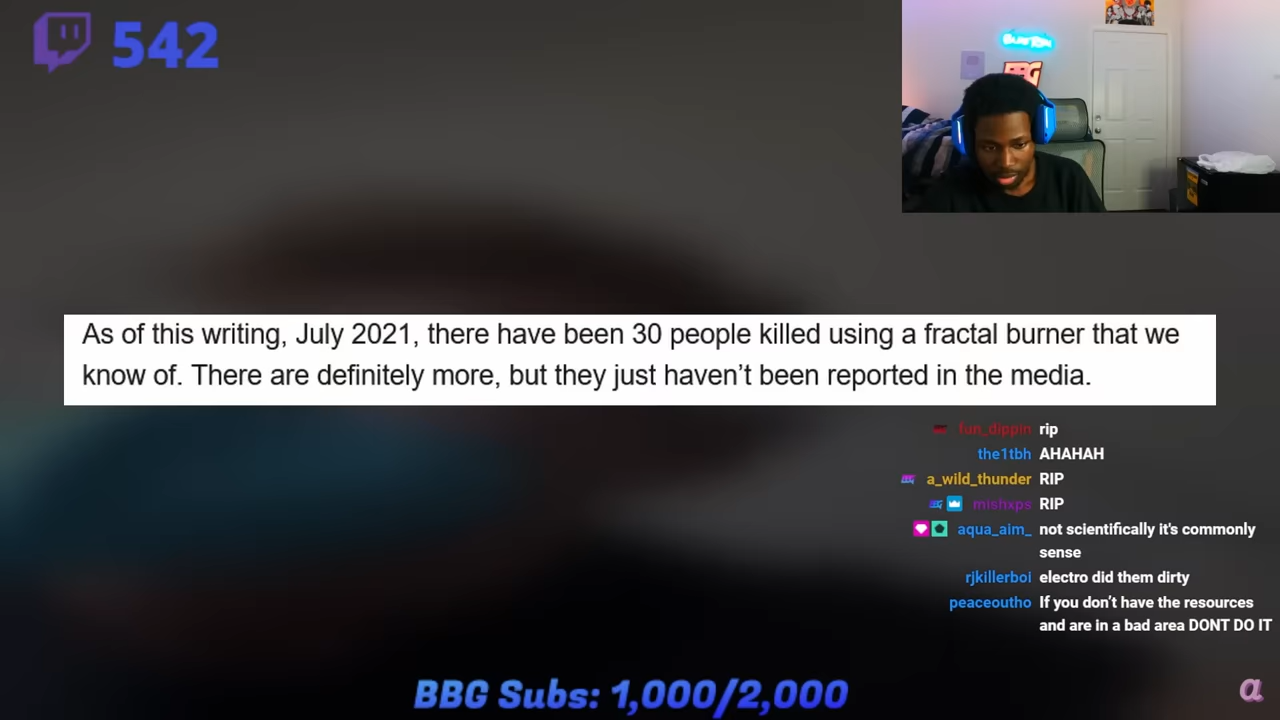 542
As of this writing, July 2021, there have been 30 people killed using a fractal burner that we
know of. There are definitely more, but they just haven't been reported in the media.
fun_dippin rip
the1tbh AHAHAH
a_wild_thunder RIP
mishxps RIP
aqua_aim_ not scientifically it's commonly
sense
rjkillerboi electro did them dirty
peaceoutho If you don't have the resources
and are in a bad area DONT DO IT
BBG Subs: 1,000/2,000
a